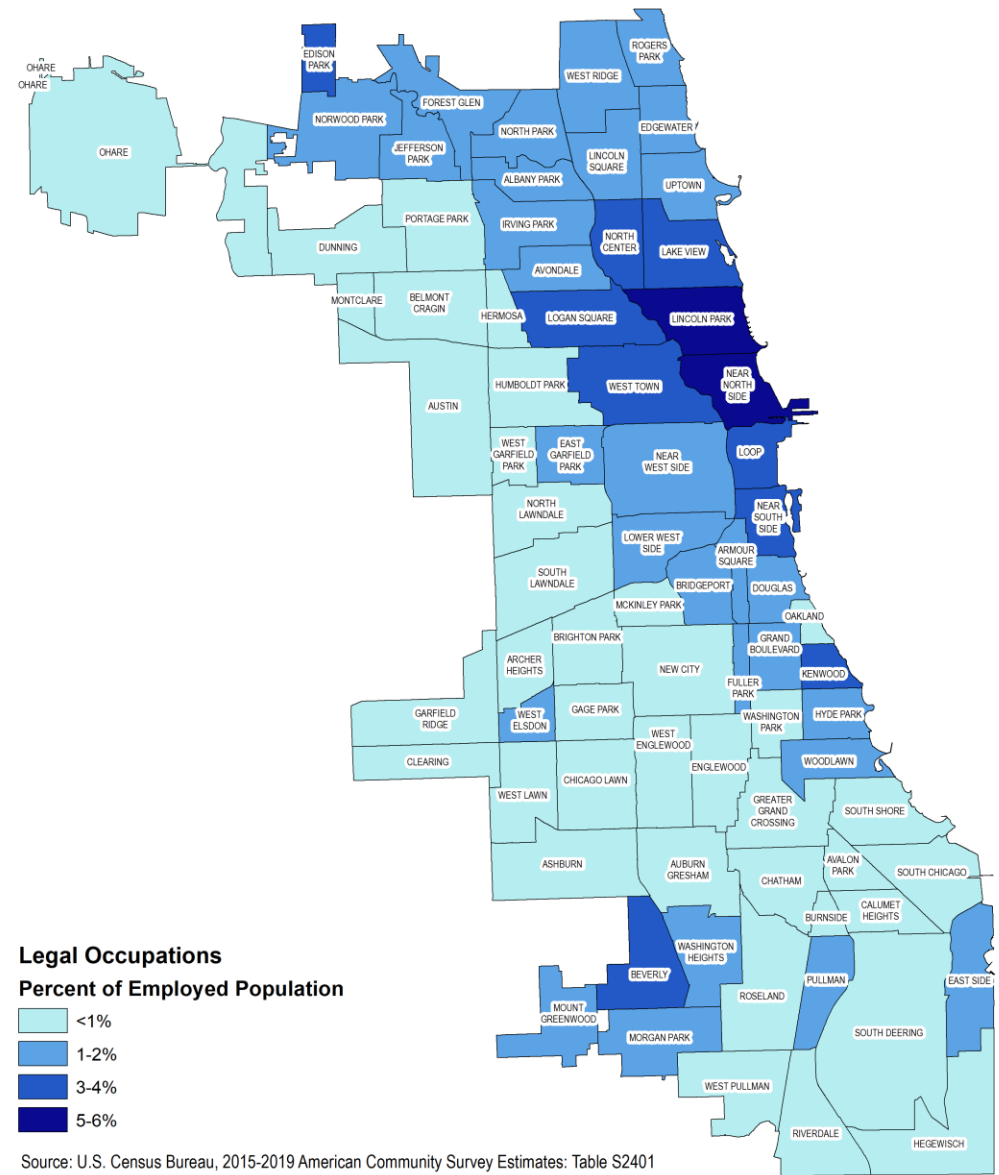 EDISON
PARK
ROGERS
PARK
OHARE
OHARE
WEST RIDGE
FOREST GLEN
NORWOOD PARK
NORTH PARK
EDGEWATER
OHARE
JEFFERSON
PARK
LINCOLN
SQUARE
ALBANY PARK
UPTOWN
PORTAGE PARK
IRVING PARK
NORTH
CENTER
DUNNING
LAKE VIEW
AVONDALE
MONTCLARE
BELMONT
CRAGIN
HERMOSA
LOGAN SQUARE
LINCOLN PARK
HUMBOLDT PARK
WEST TOWN
NEAR
NORTH
SIDE
AUSTIN
WEST
GARFIELD
PARK
EAST
GARFIELD
PARK
NEAR
WEST SIDE
LOOP
NORTH
LAWNDALE
NEAR
SOUTH
SIDE
LOWER WEST
SIDE
ARMOUR
SQUARE
SOUTH
LAWNDALE
BRIDGEPORT
DOUGLAS
MCKINLEY PARK
OAKLAND
BRIGHTON PARK
GRAND
BOULEVARD
ARCHER
HEIGHTS
NEW CITY
KENWOOD
FULLER
PARK
GARFIELD
RIDGE
WEST
ELSDON
GAGE PARK
WASHINGTON
PARK
HYDE PARK
WEST
ENGLEWOOD
CLEARING
ENGLEWOOD
WOODLAWN
CHICAGO LAWN
WEST LAWN
GREATER
GRAND
CROSSING
SOUTH SHORE
ASHBURN
AUBURN
GRESHAM
CHATHAM
AVALON
PARK
SOUTH CHICAGO
CALUMET
HEIGHTS
BURNSIDE
WASHINGTON
HEIGHTS
BEVERLY
PULLMAN
EAST SIDE
ROSELAND
MOUNT
GREENWOOD
MORGAN PARK
SOUTH DEERING
WEST PULLMAN
RIVERDALE
HEGEWISCH
Legal Occupations
Percent of Employed Population
<1%
1-2%
3-4%
5-6%
Source: U.S. Census Bureau, 2015-2019 American Community Survey Estimates: Table S2401